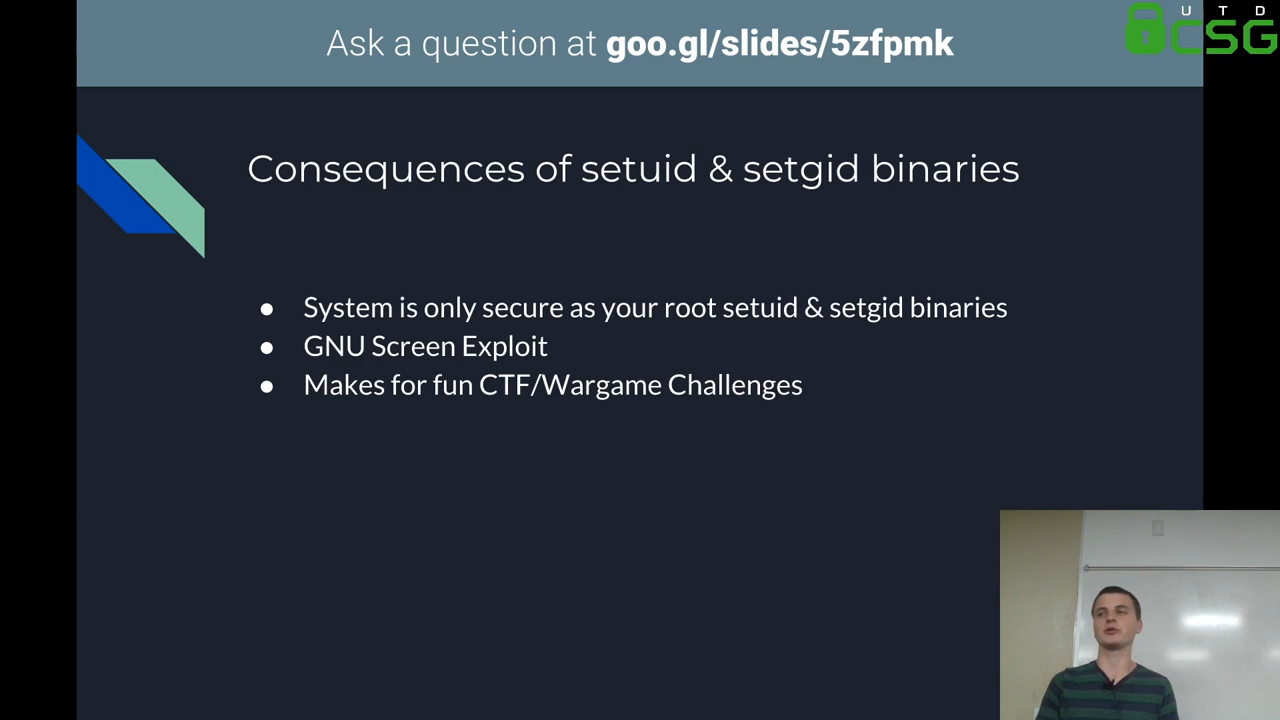 Ask a question at goo.gl/slides/5zfpmk
UTD
CSG
Consequences of setuid & setgid binaries
● System is only secure as your root setuid & setgid binaries
● GNU Screen Exploit
● Makes for fun CTF/Wargame Challenges